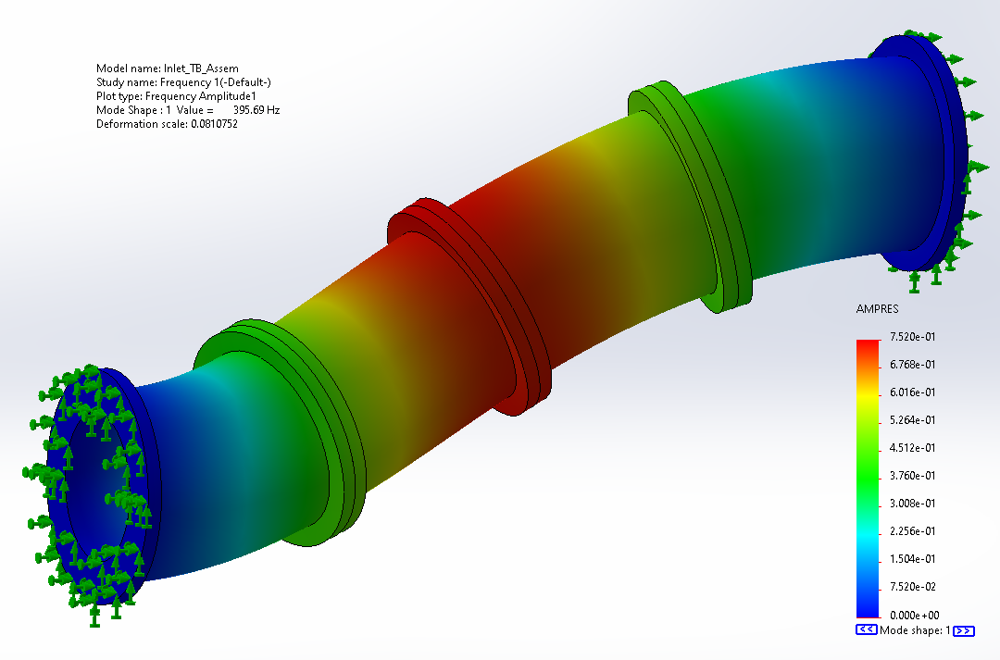 Model name: Inlet_TB_Assem
Study name: Frequency 1(-Default-)
Plot type: Frequency Amplitude1
Mode Shape : 1 Value = 395.69 Hz
Deformation scale: 0.0810752
AMPRES
7.520e-01
6.768e-01
6.016e-01
5.264e-01
4.512e-01
3.760e-01
3.008e-01
2.256e-01
1.504e-01
7.520e-02
0.000e+00
<< Mode shape: 1 >>